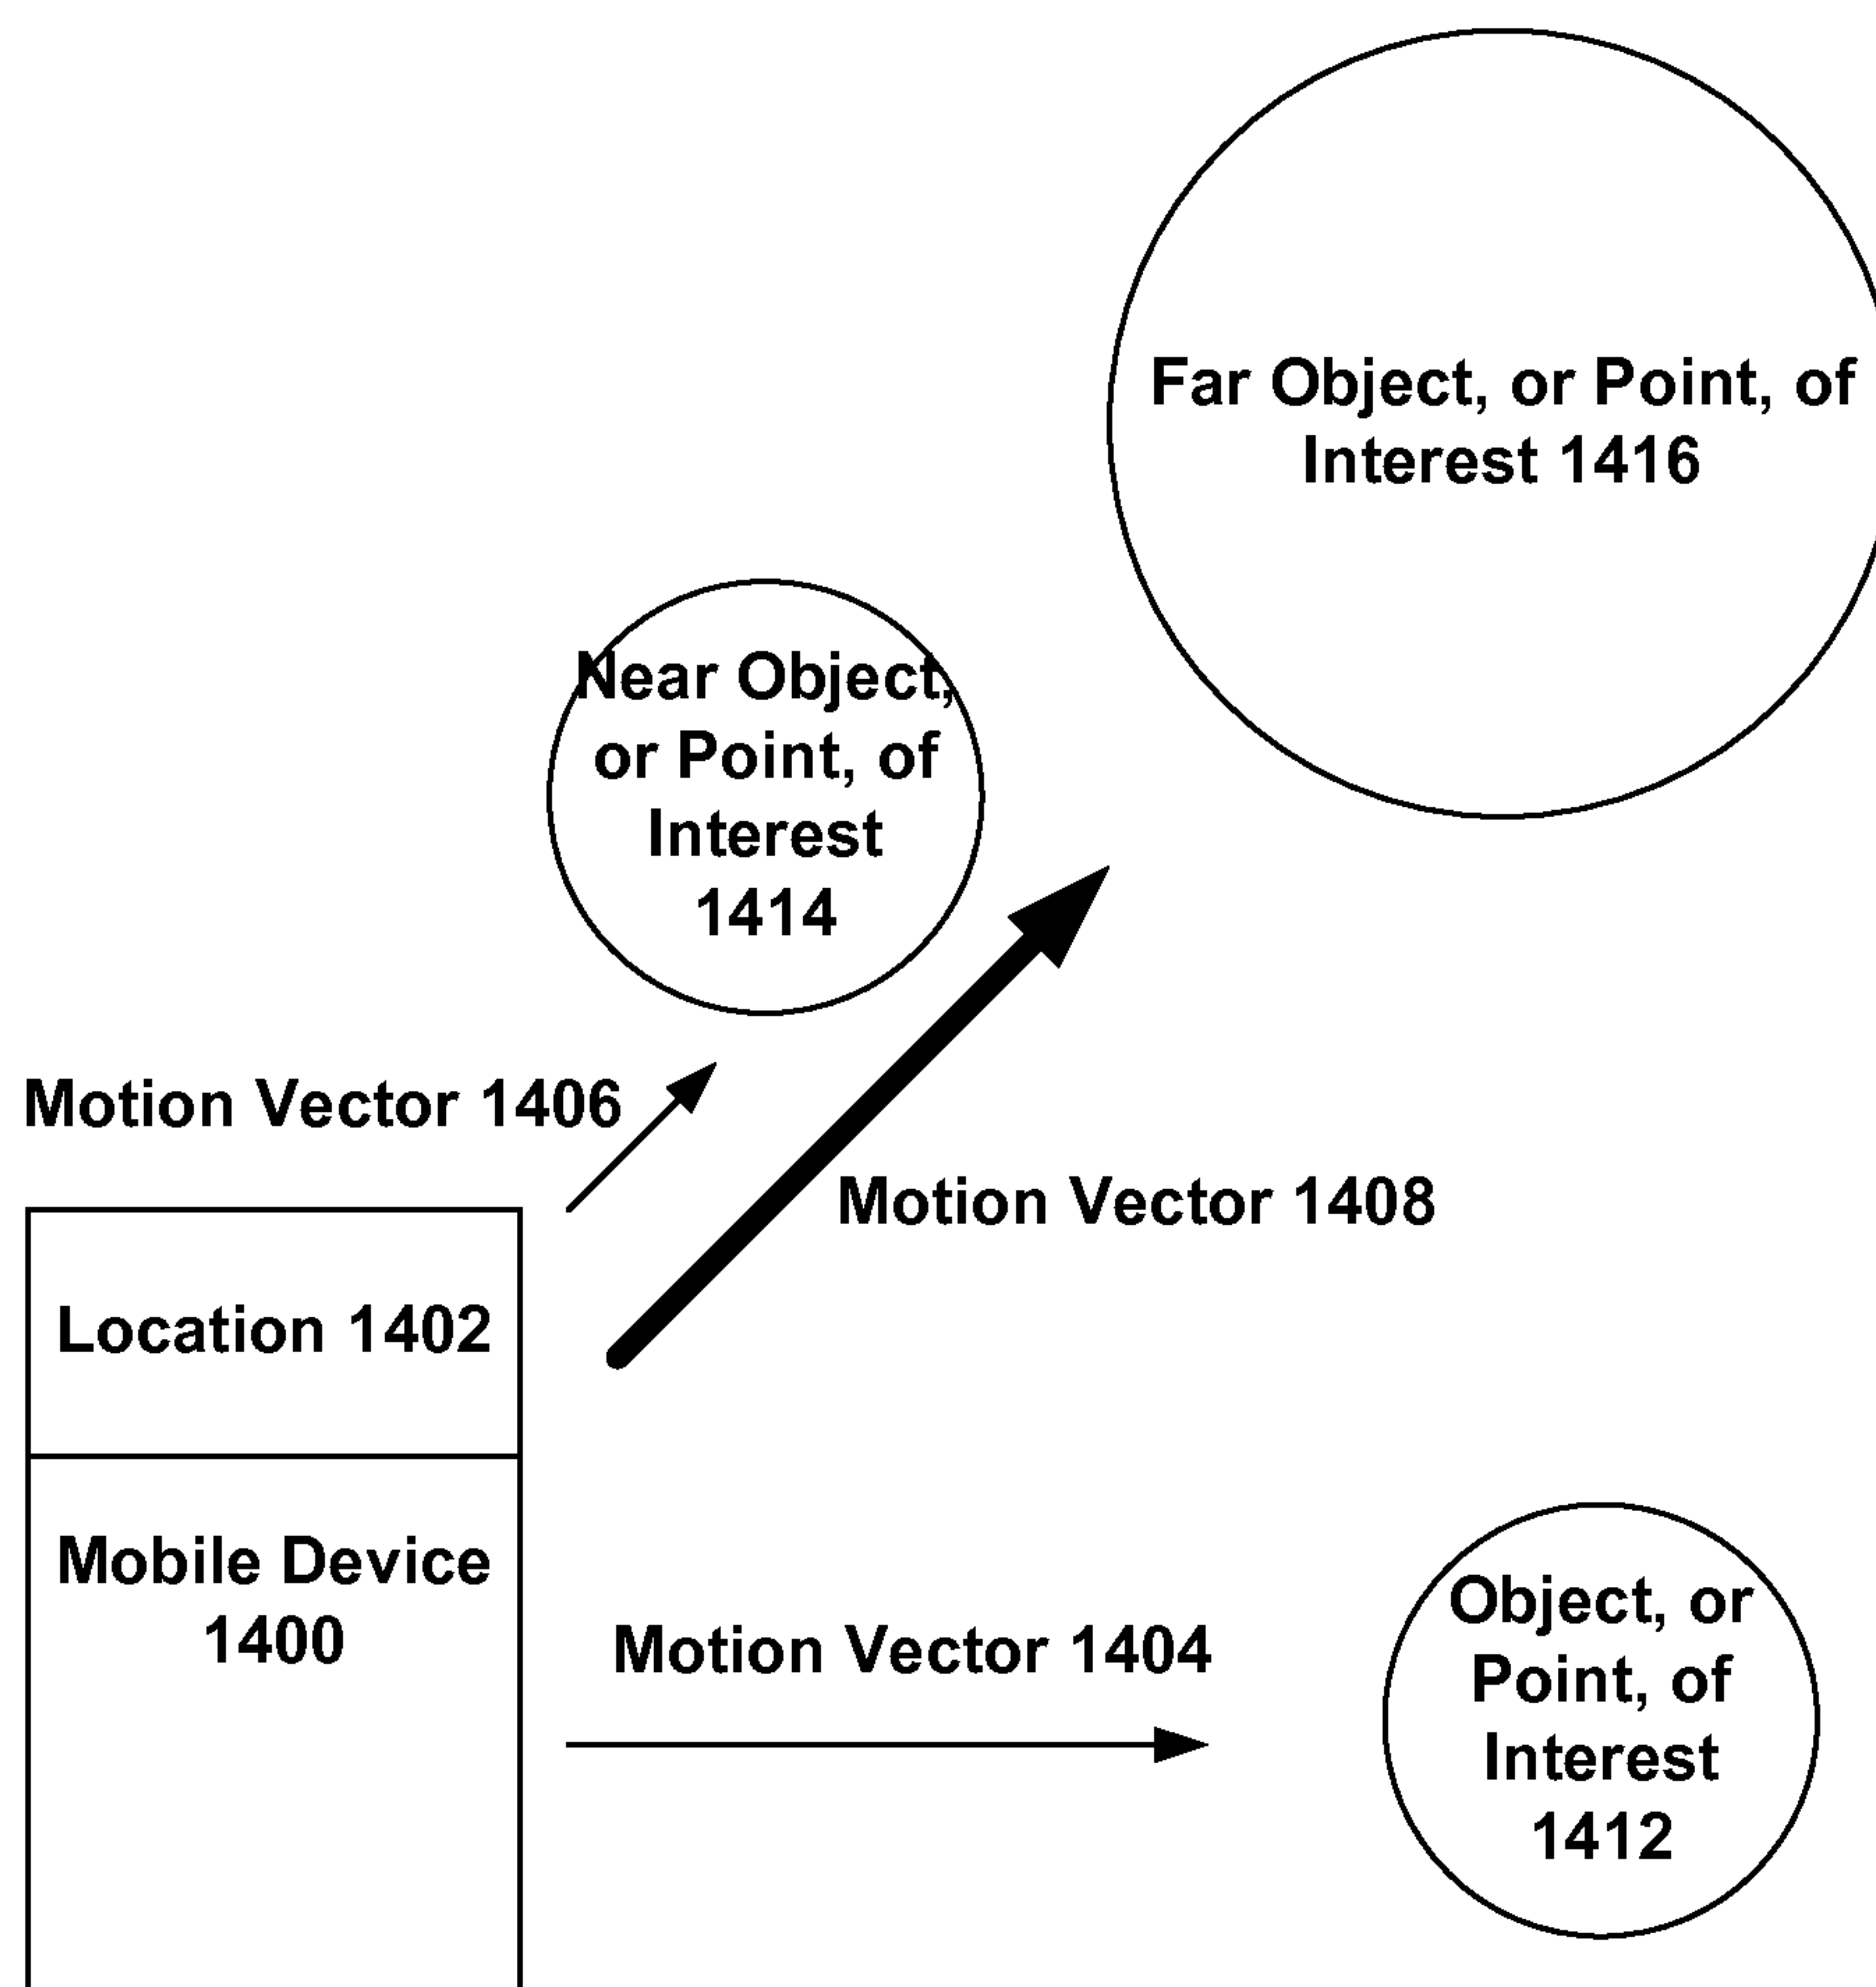 Far Object, or Point, of
Interest 1416
Near Object,
or Point, of
Interest
1414
Motion Vector 1406
Motion Vector 1408
Location 1402
Mobile Device
1400
Motion Vector 1404
Object, or
Point, of
Interest
1412